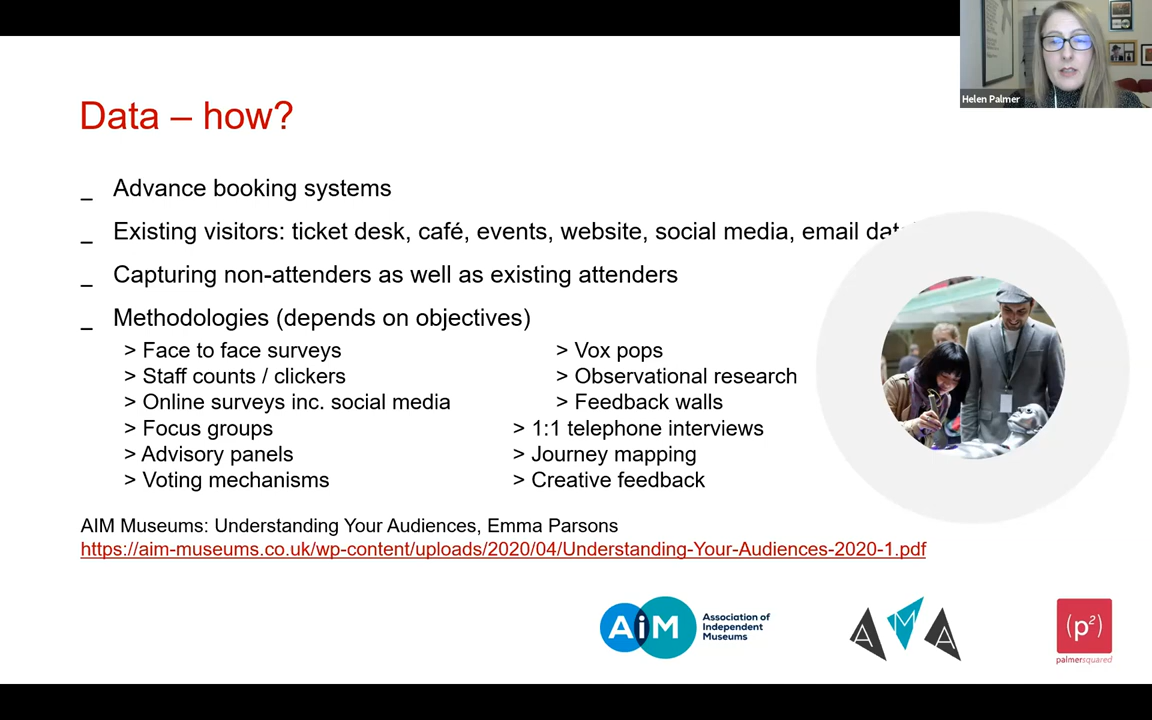 Helen Palmer
Data – how?
_ Advance booking systems
_ Existing visitors: ticket desk, café, events, website, social media, email
_ Capturing non-attenders as well as existing attenders
_ Methodologies (depends on objectives)
> Face to face surveys
> Staff counts / clickers
> Online surveys inc. social media
> Focus groups
> Advisory panels
> Voting mechanisms
> Vox pops
> Observational research
> Feedback walls
> 1:1 telephone interviews
> Journey mapping
> Creative feedback
AIM Museums: Understanding Your Audiences, Emma Parsons
https://aim-museums.co.uk/wp-content/uploads/2020/04/Understanding-Your-Audiences-2020-1.pdf
AiM
Association of
Independent
Museums
AMA
(p²)
palmersquared